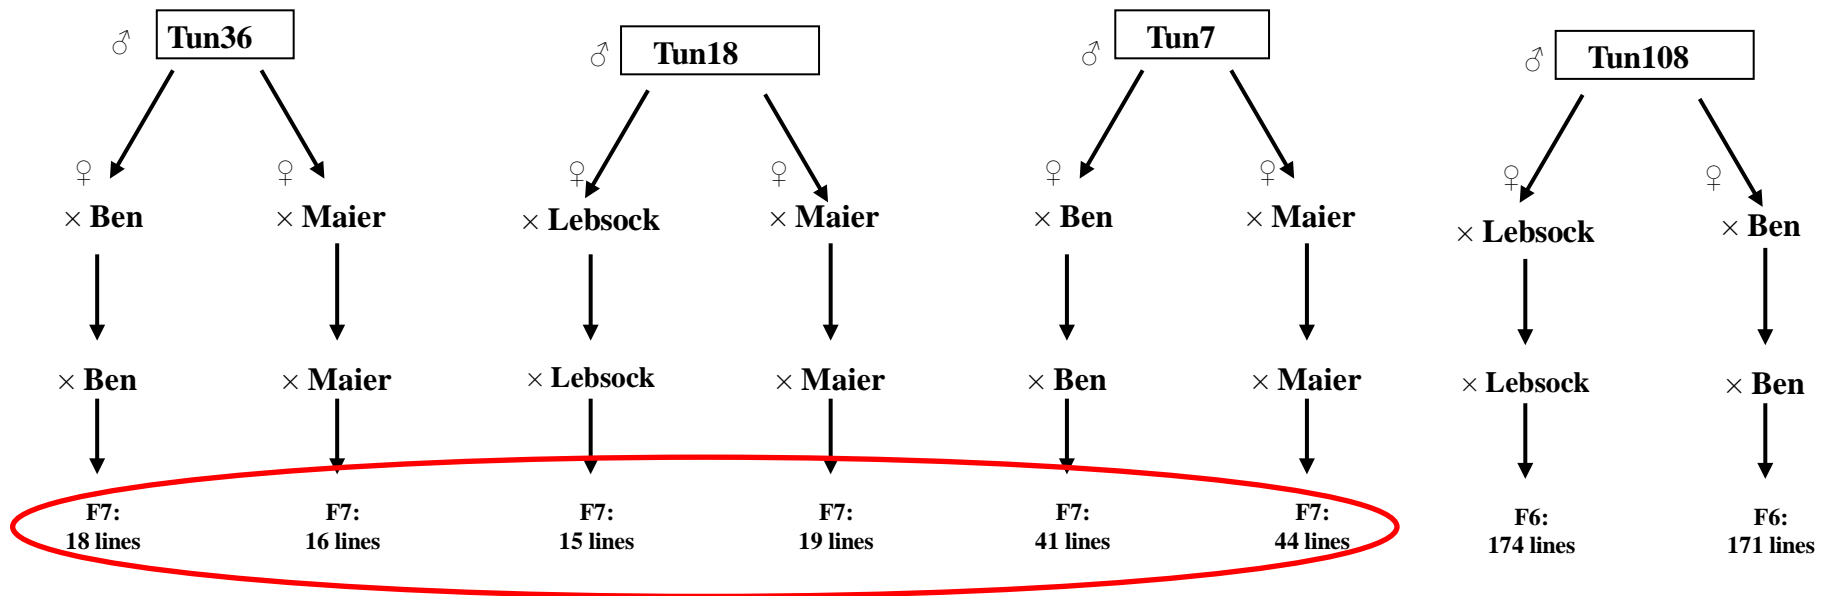 ♂ Tun36
♂ Tun18
♂ Tun7
♂ Tun108
♀ ♀ ♀ ♀ ♀ ♀ ♀ ♀
× Ben × Maier × Lebsock × Maier × Ben × Maier × Lebsock × Ben
× Ben × Maier × Lebsock × Maier × Ben × Maier × Lebsock × Ben
F7: F7: F7: F7: F7: F7: F6: F6:
18 lines 16 lines 15 lines 19 lines 41 lines 44 lines 174 lines 171 lines